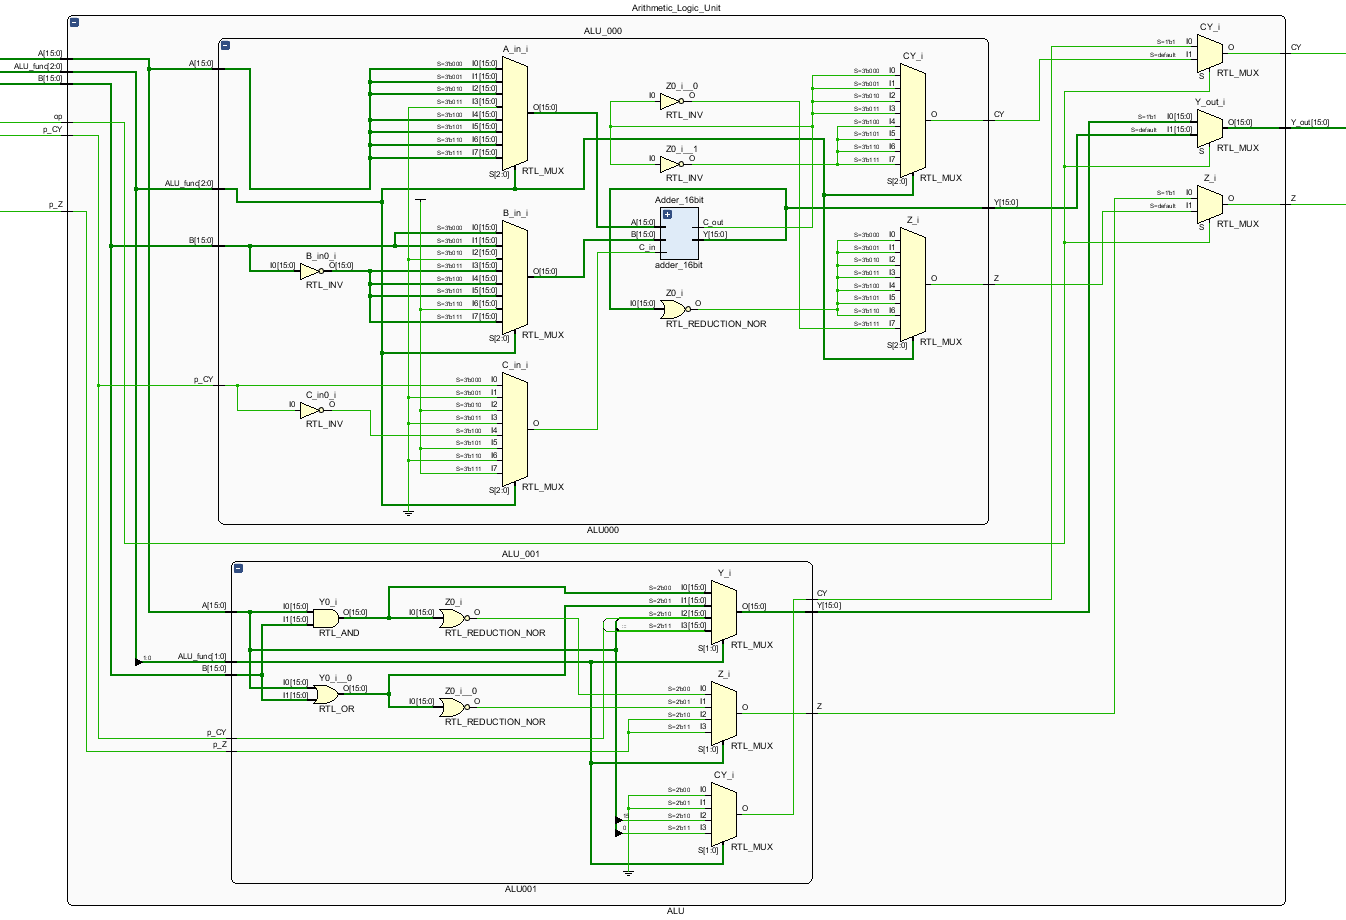 Arithmetic_Logic_Unit
A[15:0]
ALU_func[2:0]
B[15:0]
op
p_CY
p_Z
ALU_000
A[15:0]
ALU_func[2:0]
B[15:0]
p_CY
A_in_i
S=3'b000 I0[15:0]
S=3'b001 I1[15:0]
S=3'b010 I2[15:0]
S=3'b011 I3[15:0]
S=3'b100 I4[15:0]
S=3'b101 I5[15:0]
S=3'b110 I6[15:0]
S=3'b111 I7[15:0]
S[2:0]
O[15:0]
RTL_MUX
B_in0_i
I0[15:0] O[15:0]
RTL_INV
B_in_i
S=3'b000 I0[15:0]
S=3'b001 I1[15:0]
S=3'b010 I2[15:0]
S=3'b011 I3[15:0]
S=3'b100 I4[15:0]
S=3'b101 I5[15:0]
S=3'b110 I6[15:0]
S=3'b111 I7[15:0]
S[2:0]
O[15:0]
RTL_MUX
C_in0_i
I0 O
RTL_INV
C_in_i
S=3'b000 I0
S=3'b001 I1
S=3'b010 I2
S=3'b011 I3
S=3'b100 I4
S=3'b101 I5
S=3'b110 I6
S=3'b111 I7
S[2:0]
O
RTL_MUX
Z0_i__0
I0 O
RTL_INV
Z0_i__1
I0 O
RTL_INV
Adder_16bit
A[15:0]
B[15:0]
C_in
C_out
Y[15:0]
adder_16bit
Z0_i
I0[15:0] O
RTL_REDUCTION_NOR
CY_i
S=3'b000 I0
S=3'b001 I1
S=3'b010 I2
S=3'b011 I3
S=3'b100 I4
S=3'b101 I5
S=3'b110 I6
S=3'b111 I7
S[2:0]
O
RTL_MUX
Z_i
S=3'b000 I0
S=3'b001 I1
S=3'b010 I2
S=3'b011 I3
S=3'b100 I4
S=3'b101 I5
S=3'b110 I6
S=3'b111 I7
S[2:0]
O
RTL_MUX
CY
Y[15:0]
Z
ALU000
CY_i
S=1'b1 I0
S=default I1
S
O
RTL_MUX
Y_out_i
S=1'b1 I0[15:0]
S=default I1[15:0]
S
O[15:0]
RTL_MUX
Z_i
S=1'b1 I0
S=default I1
S
O
RTL_MUX
CY
Y_out[15:0]
Z
ALU_001
A[15:0]
1:0
ALU_func[1:0]
B[15:0]
p_CY
p_Z
Y0_i
I0[15:0]
I1[15:0]
O[15:0]
RTL_AND
Z0_i
I0[15:0] O
RTL_REDUCTION_NOR
Y0_i__0
I0[15:0]
I1[15:0]
O[15:0]
RTL_OR
Z0_i__0
I0[15:0] O
RTL_REDUCTION_NOR
Y_i
S=2'b00 I0[15:0]
S=2'b01 I1[15:0]
S=2'b10 I2[15:0]
S=2'b11 I3[15:0]
S[1:0]
O[15:0]
RTL_MUX
Z_i
S=2'b00 I0
S=2'b01 I1
S=2'b10 I2
S=2'b11 I3
S[1:0]
O
RTL_MUX
CY_i
S=2'b00 I0
S=2'b01 I1
15 S=2'b10 I2
0 S=2'b11 I3
S[1:0]
O
RTL_MUX
CY
Y[15:0]
Z
ALU001
ALU